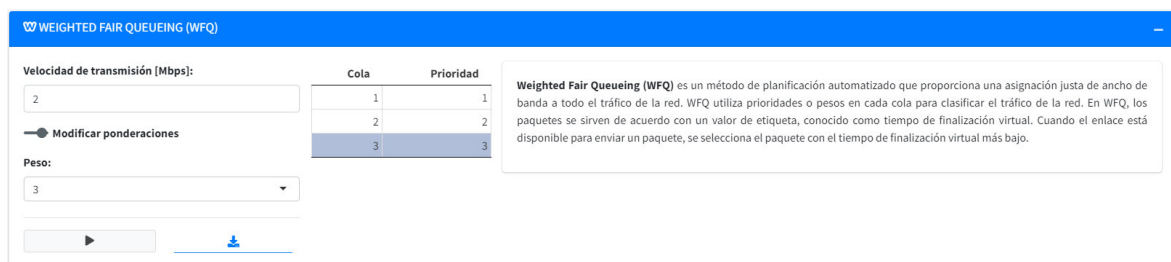 WEIGHTED FAIR QUEUEING (WFQ)
Velocidad de transmisión [Mbps]:
2
Modificar ponderaciones
Peso:
3
Cola Prioridad
1 1
2 2
3 3
Weighted Fair Queueing (WFQ) es un método de planificación automatizado que proporciona una asignación justa de ancho de
banda a todo el tráfico de la red. WFQ utiliza prioridades o pesos en cada cola para clasificar el tráfico de la red. En WFQ, los
paquetes se sirven de acuerdo con un valor de etiqueta, conocido como tiempo de finalización virtual. Cuando el enlace está
disponible para enviar un paquete, se selecciona el paquete con el tiempo de finalización virtual más bajo.